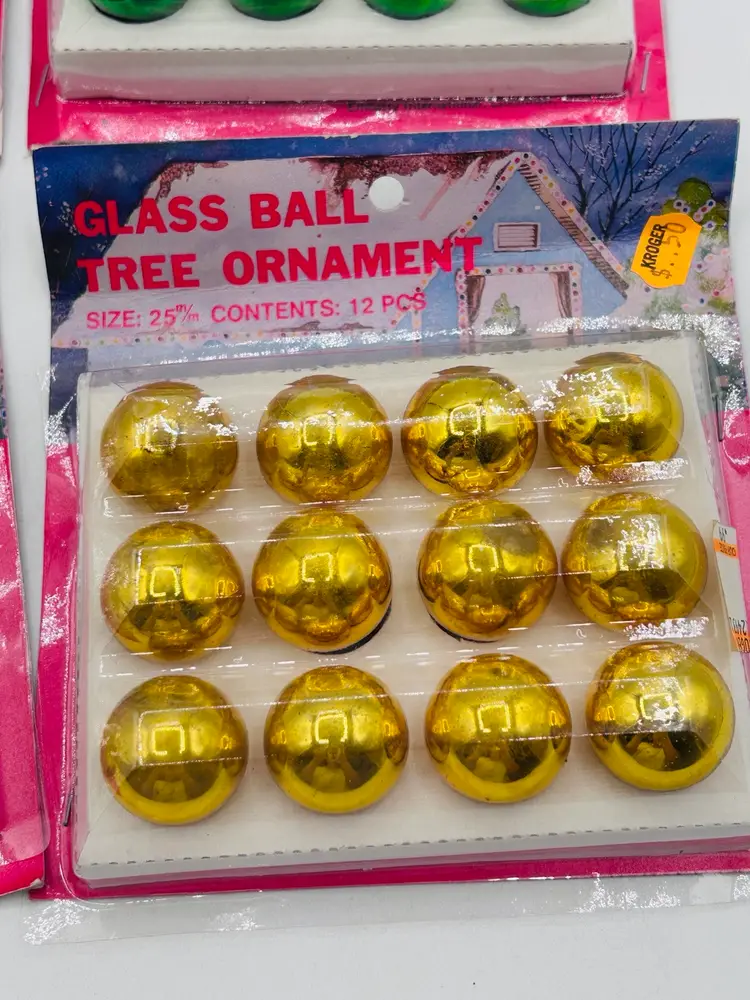 GLASS BALL
TREE ORNAMENT
SIZE: 25m/m CONTENTS: 12 PCS
KROGER
$..50